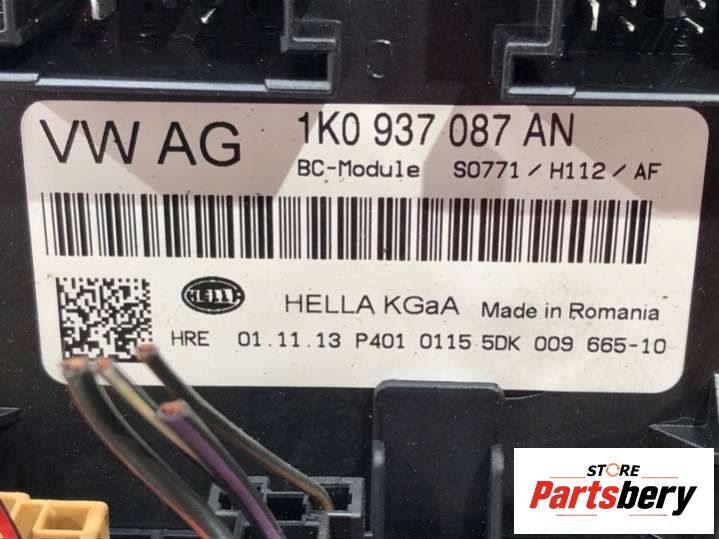 VW AG 1K0 937 087 AN
BC-Module S0771 / H112 / AF
HELLA
HELLA KGaA Made in Romania
HRE 01.11.13 P401 0115 5DK 009 665-10
STORE
Partsbery